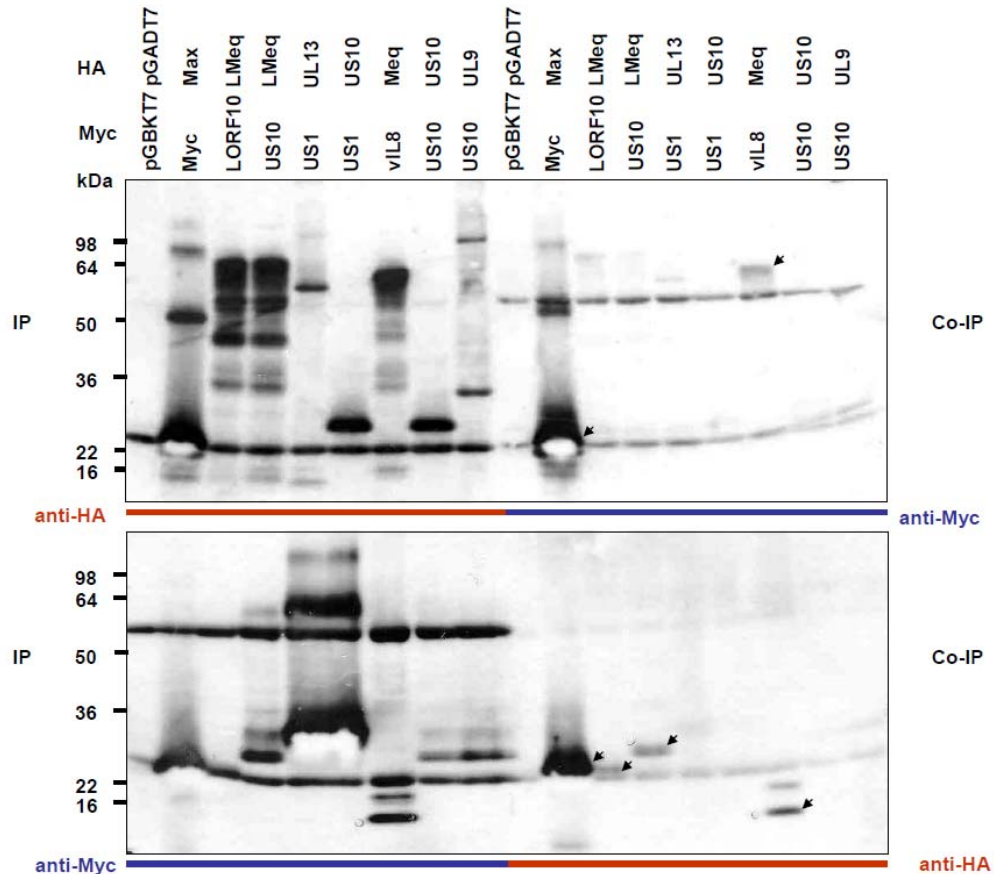 HA pGADT7 Max LMeq LMeq UL13 US10 Meq US10 UL9 pGADT7 Max LMeq LMeq UL13 US10 Meq US10 UL9
Myc pGBKT7 Myc LORF10 US10 US1 US1 vIL8 US10 US10 pGBKT7 Myc LORF10 US10 US1 US1 vIL8 US10 US10
kDa
98
64
IP Co-IP
50
36
22
16
anti-HA anti-Myc
98
64
IP Co-IP
50
36
22
16
anti-Myc anti-HA